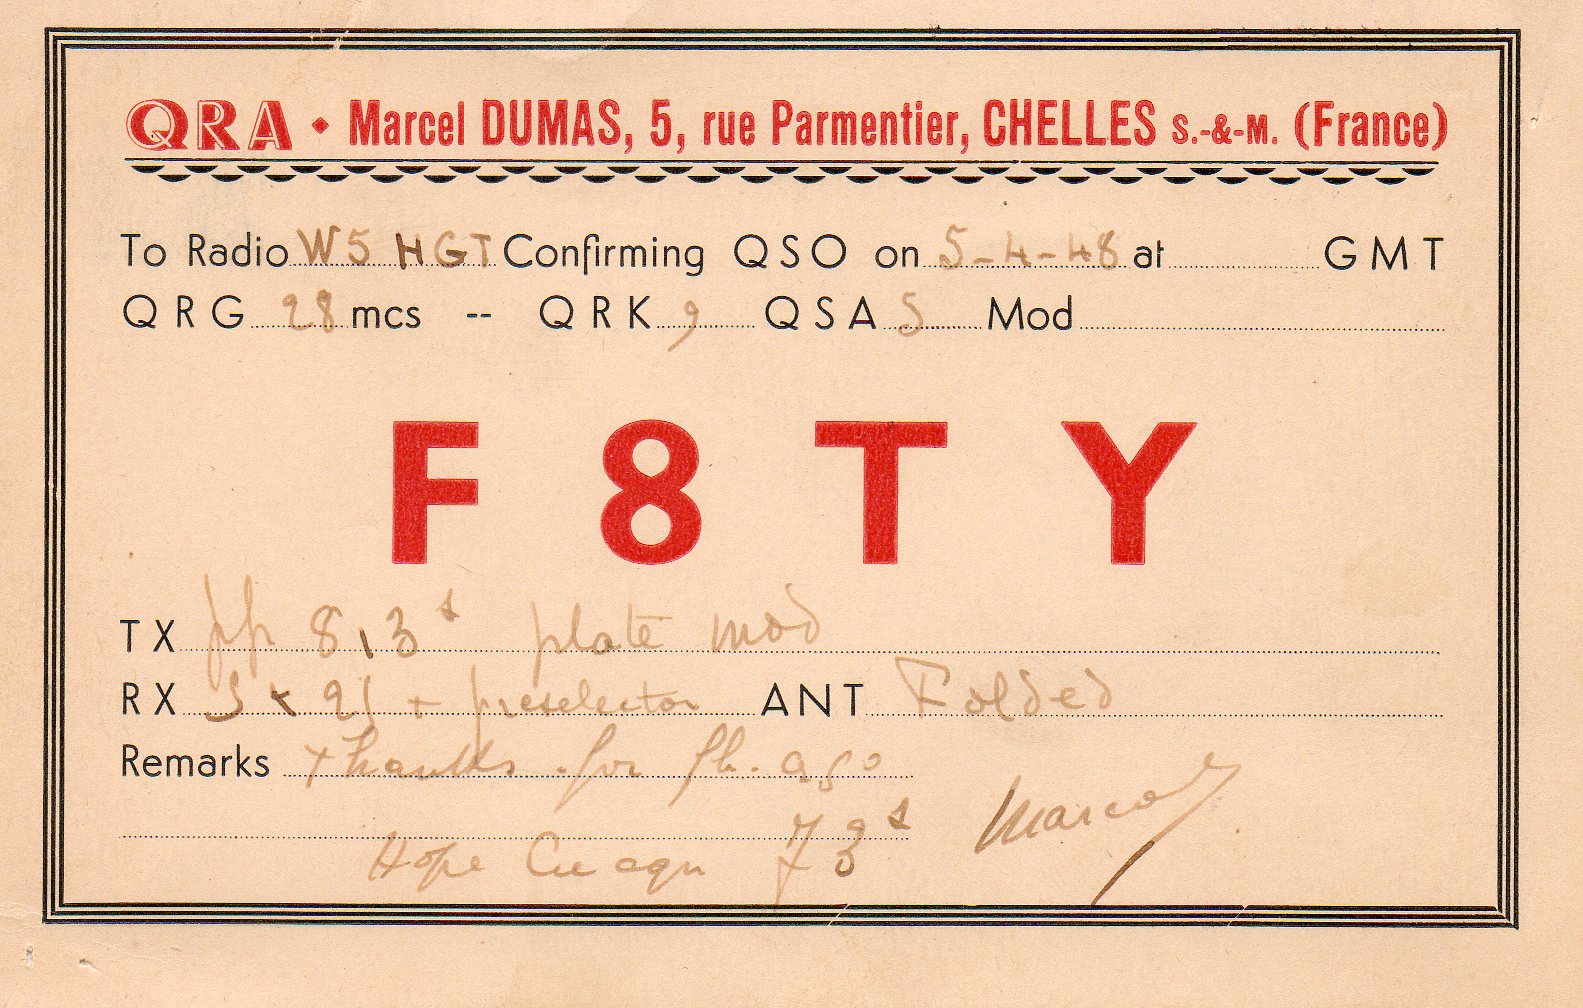 QRA • Marcel DUMAS, 5, rue Parmentier, CHELLES S.-&-M. (France)
To Radio W5HGT Confirming QSO on 5-4-48 at GMT
QRG 28 mcs -- QRK 9 QSA 5 Mod
F8TY
TX pp 813s plate mod
RX + preselector ANT Folded
Remarks thanks for fb. qso
Hope Cu agn 73s Marcel